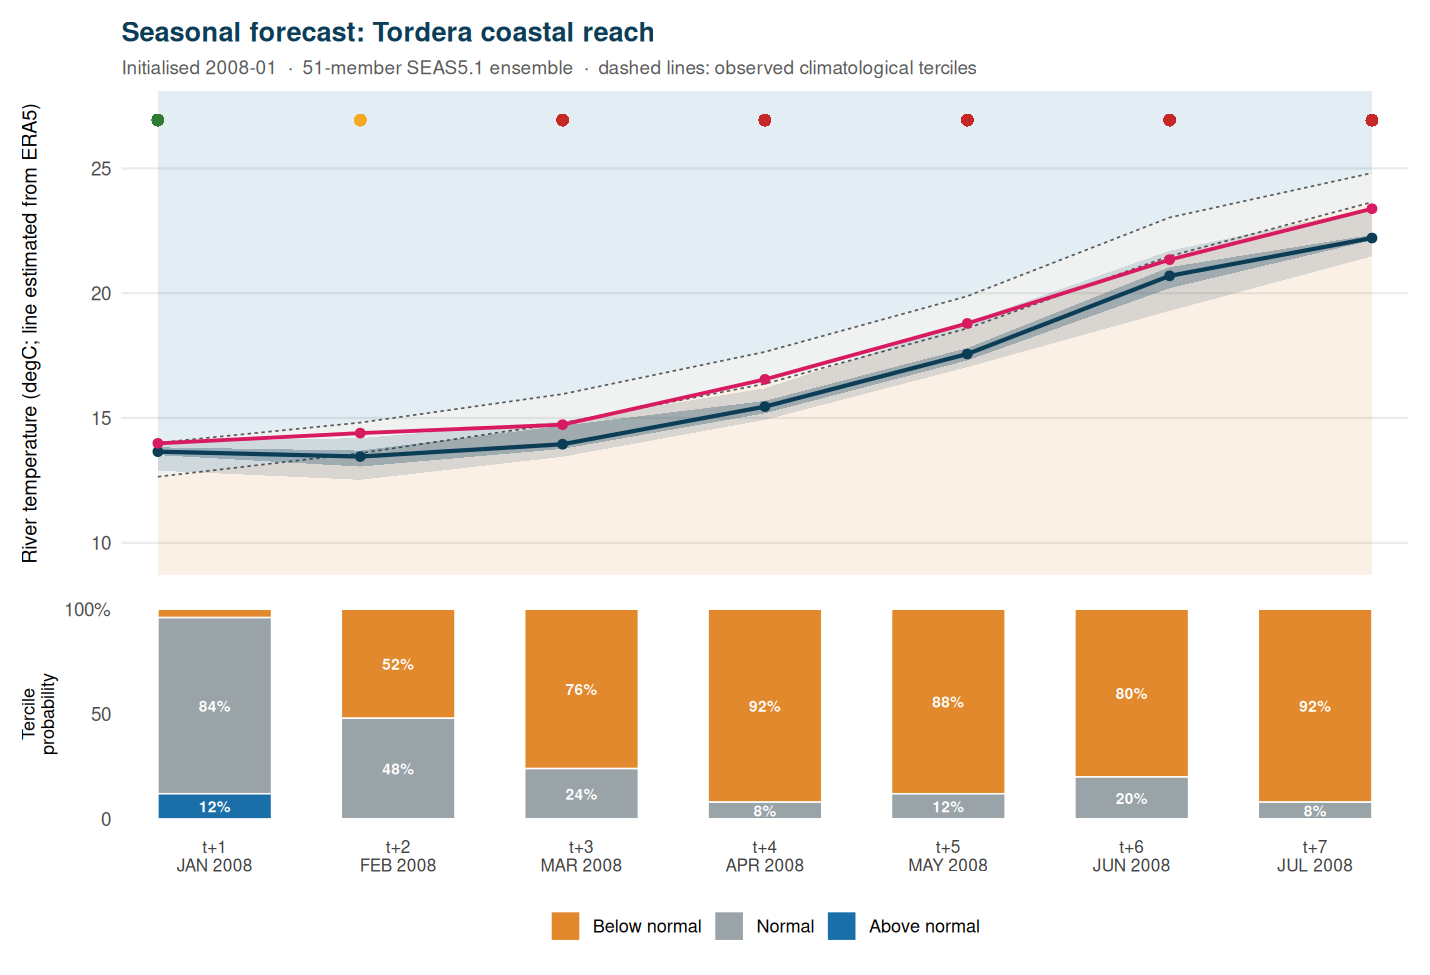 Seasonal forecast: Tordera coastal reach
Initialised 2008-01 · 51-member SEAS5.1 ensemble · dashed lines: observed climatological terciles
River temperature (degC; line estimated from ERA5)
25
20
15
10
Tercile
probability
100%
50
0
84%
12%
52%
48%
76%
24%
92%
8%
88%
12%
80%
20%
92%
8%
t+1
JAN 2008
t+2
FEB 2008
t+3
MAR 2008
t+4
APR 2008
t+5
MAY 2008
t+6
JUN 2008
t+7
JUL 2008
Below normal
Normal
Above normal